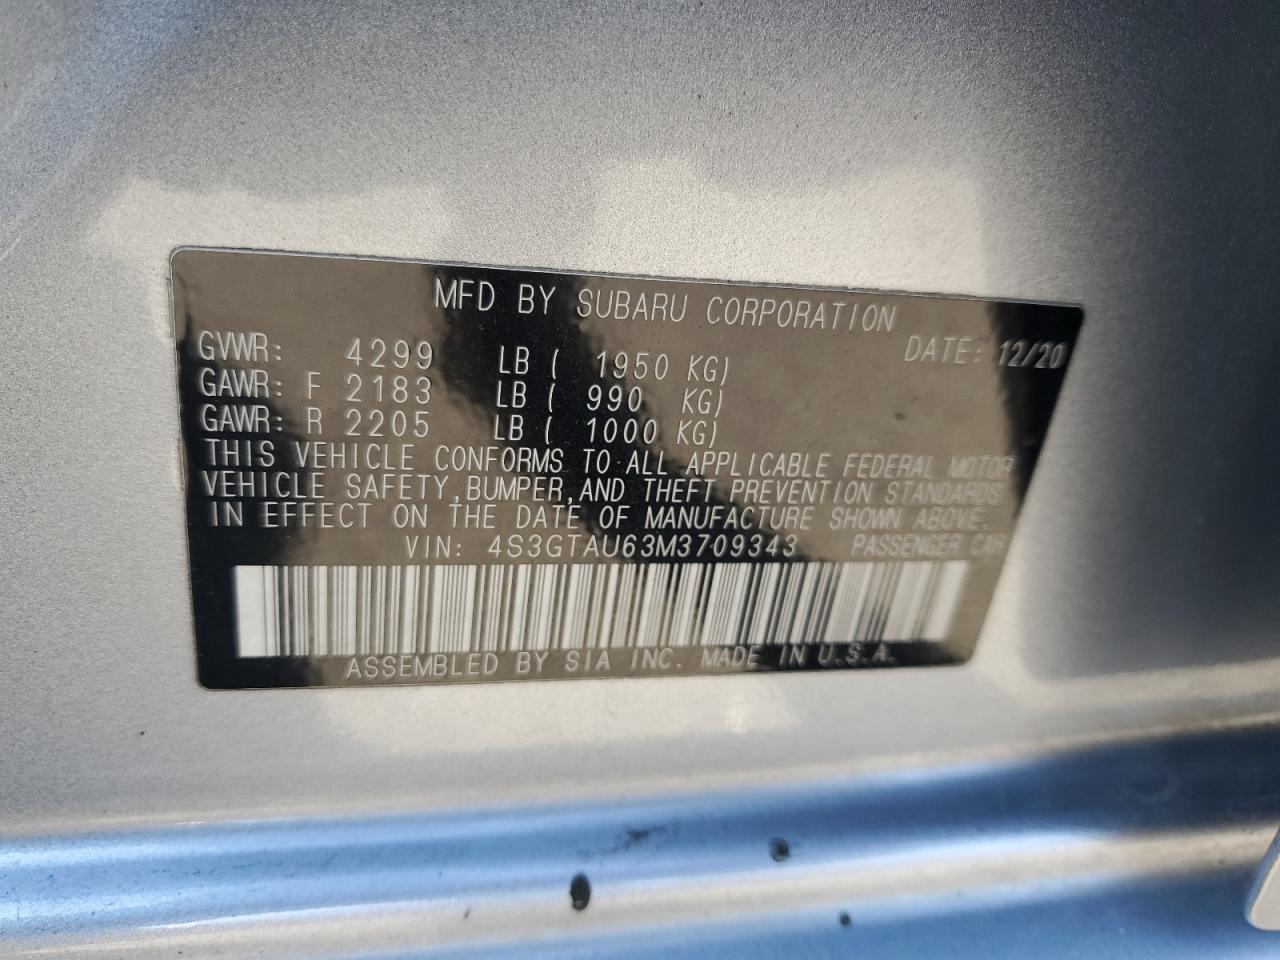 MFD BY SUBARU CORPORATION
DATE: 12/20
GVWR: 4299 LB ( 1950 KG)
GAWR: F 2183 LB ( 990 KG)
GAWR: R 2205 LB ( 1000 KG)
THIS VEHICLE CONFORMS TO ALL APPLICABLE FEDERAL MOTOR
VEHICLE SAFETY, BUMPER, AND THEFT PREVENTION STANDARDS
IN EFFECT ON THE DATE OF MANUFACTURE SHOWN ABOVE.
VIN: 4S3GTAU63M3709343 PASSENGER CAR
ASSEMBLED BY SIA INC. MADE IN U.S.A.